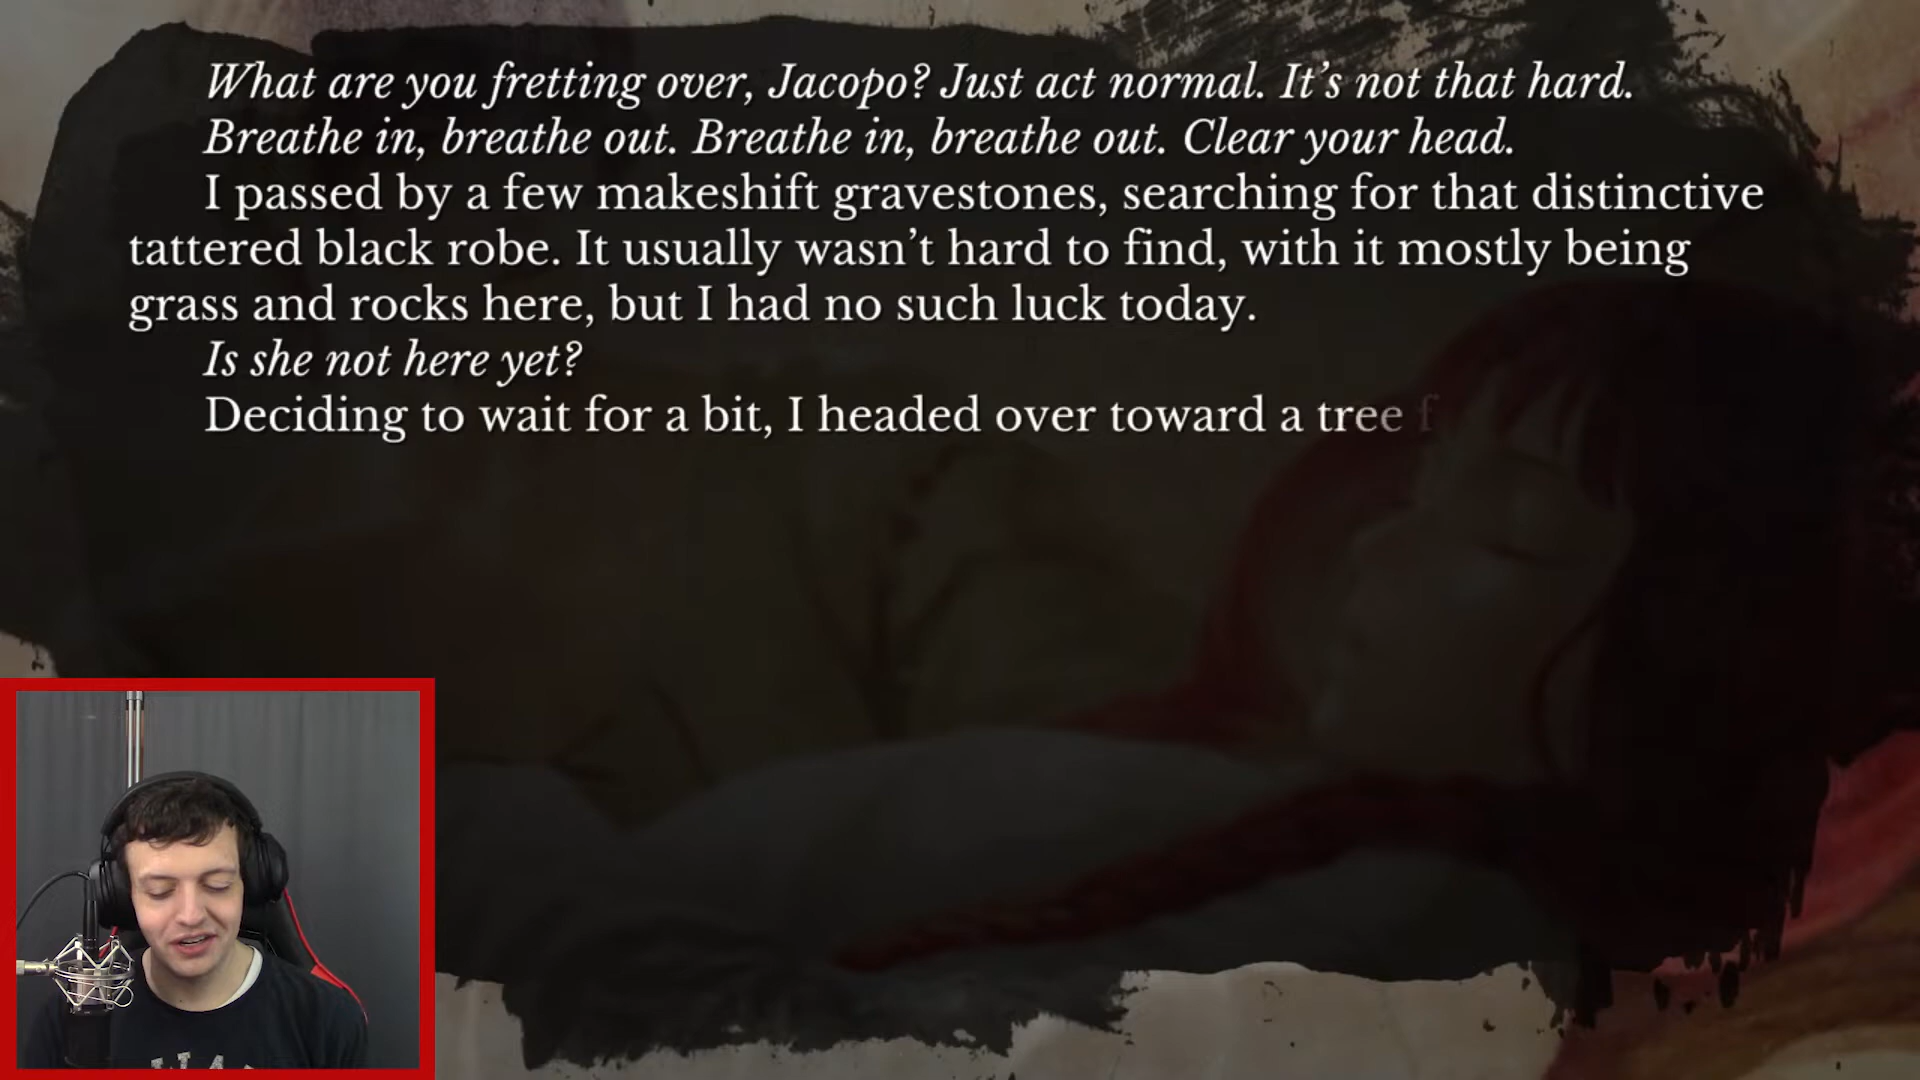 What are you fretting over, Jacopo? Just act normal. It’s not that hard.
Breathe in, breathe out. Breathe in, breathe out. Clear your head.
I passed by a few makeshift gravestones, searching for that distinctive
tattered black robe. It usually wasn’t hard to find, with it mostly being
grass and rocks here, but I had no such luck today.
Is she not here yet?
Deciding to wait for a bit, I headed over toward a tree f